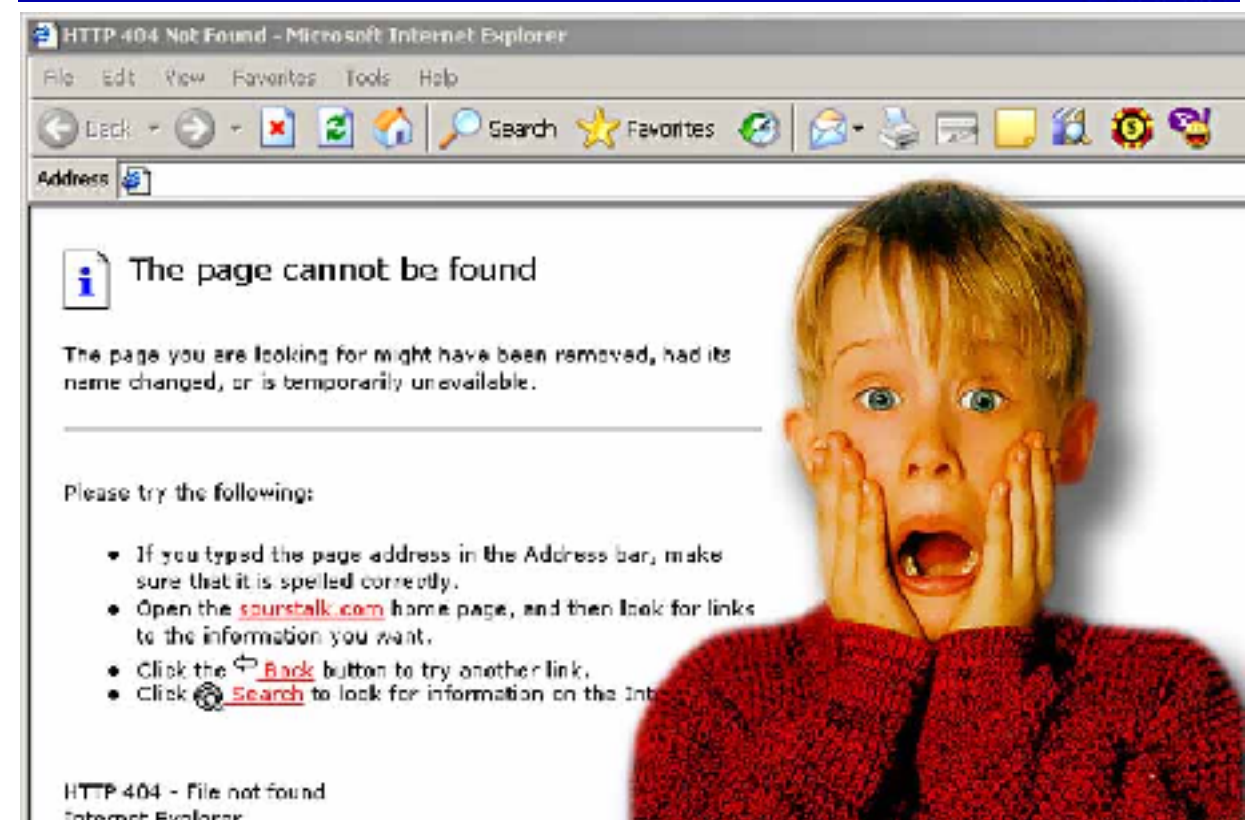 HTTP 404 Not Found - Microsoft Internet Explorer
File Edit View Favorites Tools Help
Back Search Favorites
Address
The page cannot be found
The page you are looking for might have been removed, had its
name changed, or is temporarily unavailable.
Please try the following:
If you typed the page address in the Address bar, make
sure that it is spelled correctly.
Open the spurstalk.com home page, and then look for links
to the information you want.
Click the Back button to try another link.
Click Search to look for information on the Int
HTTP 404 - File not found
Internet Explorer